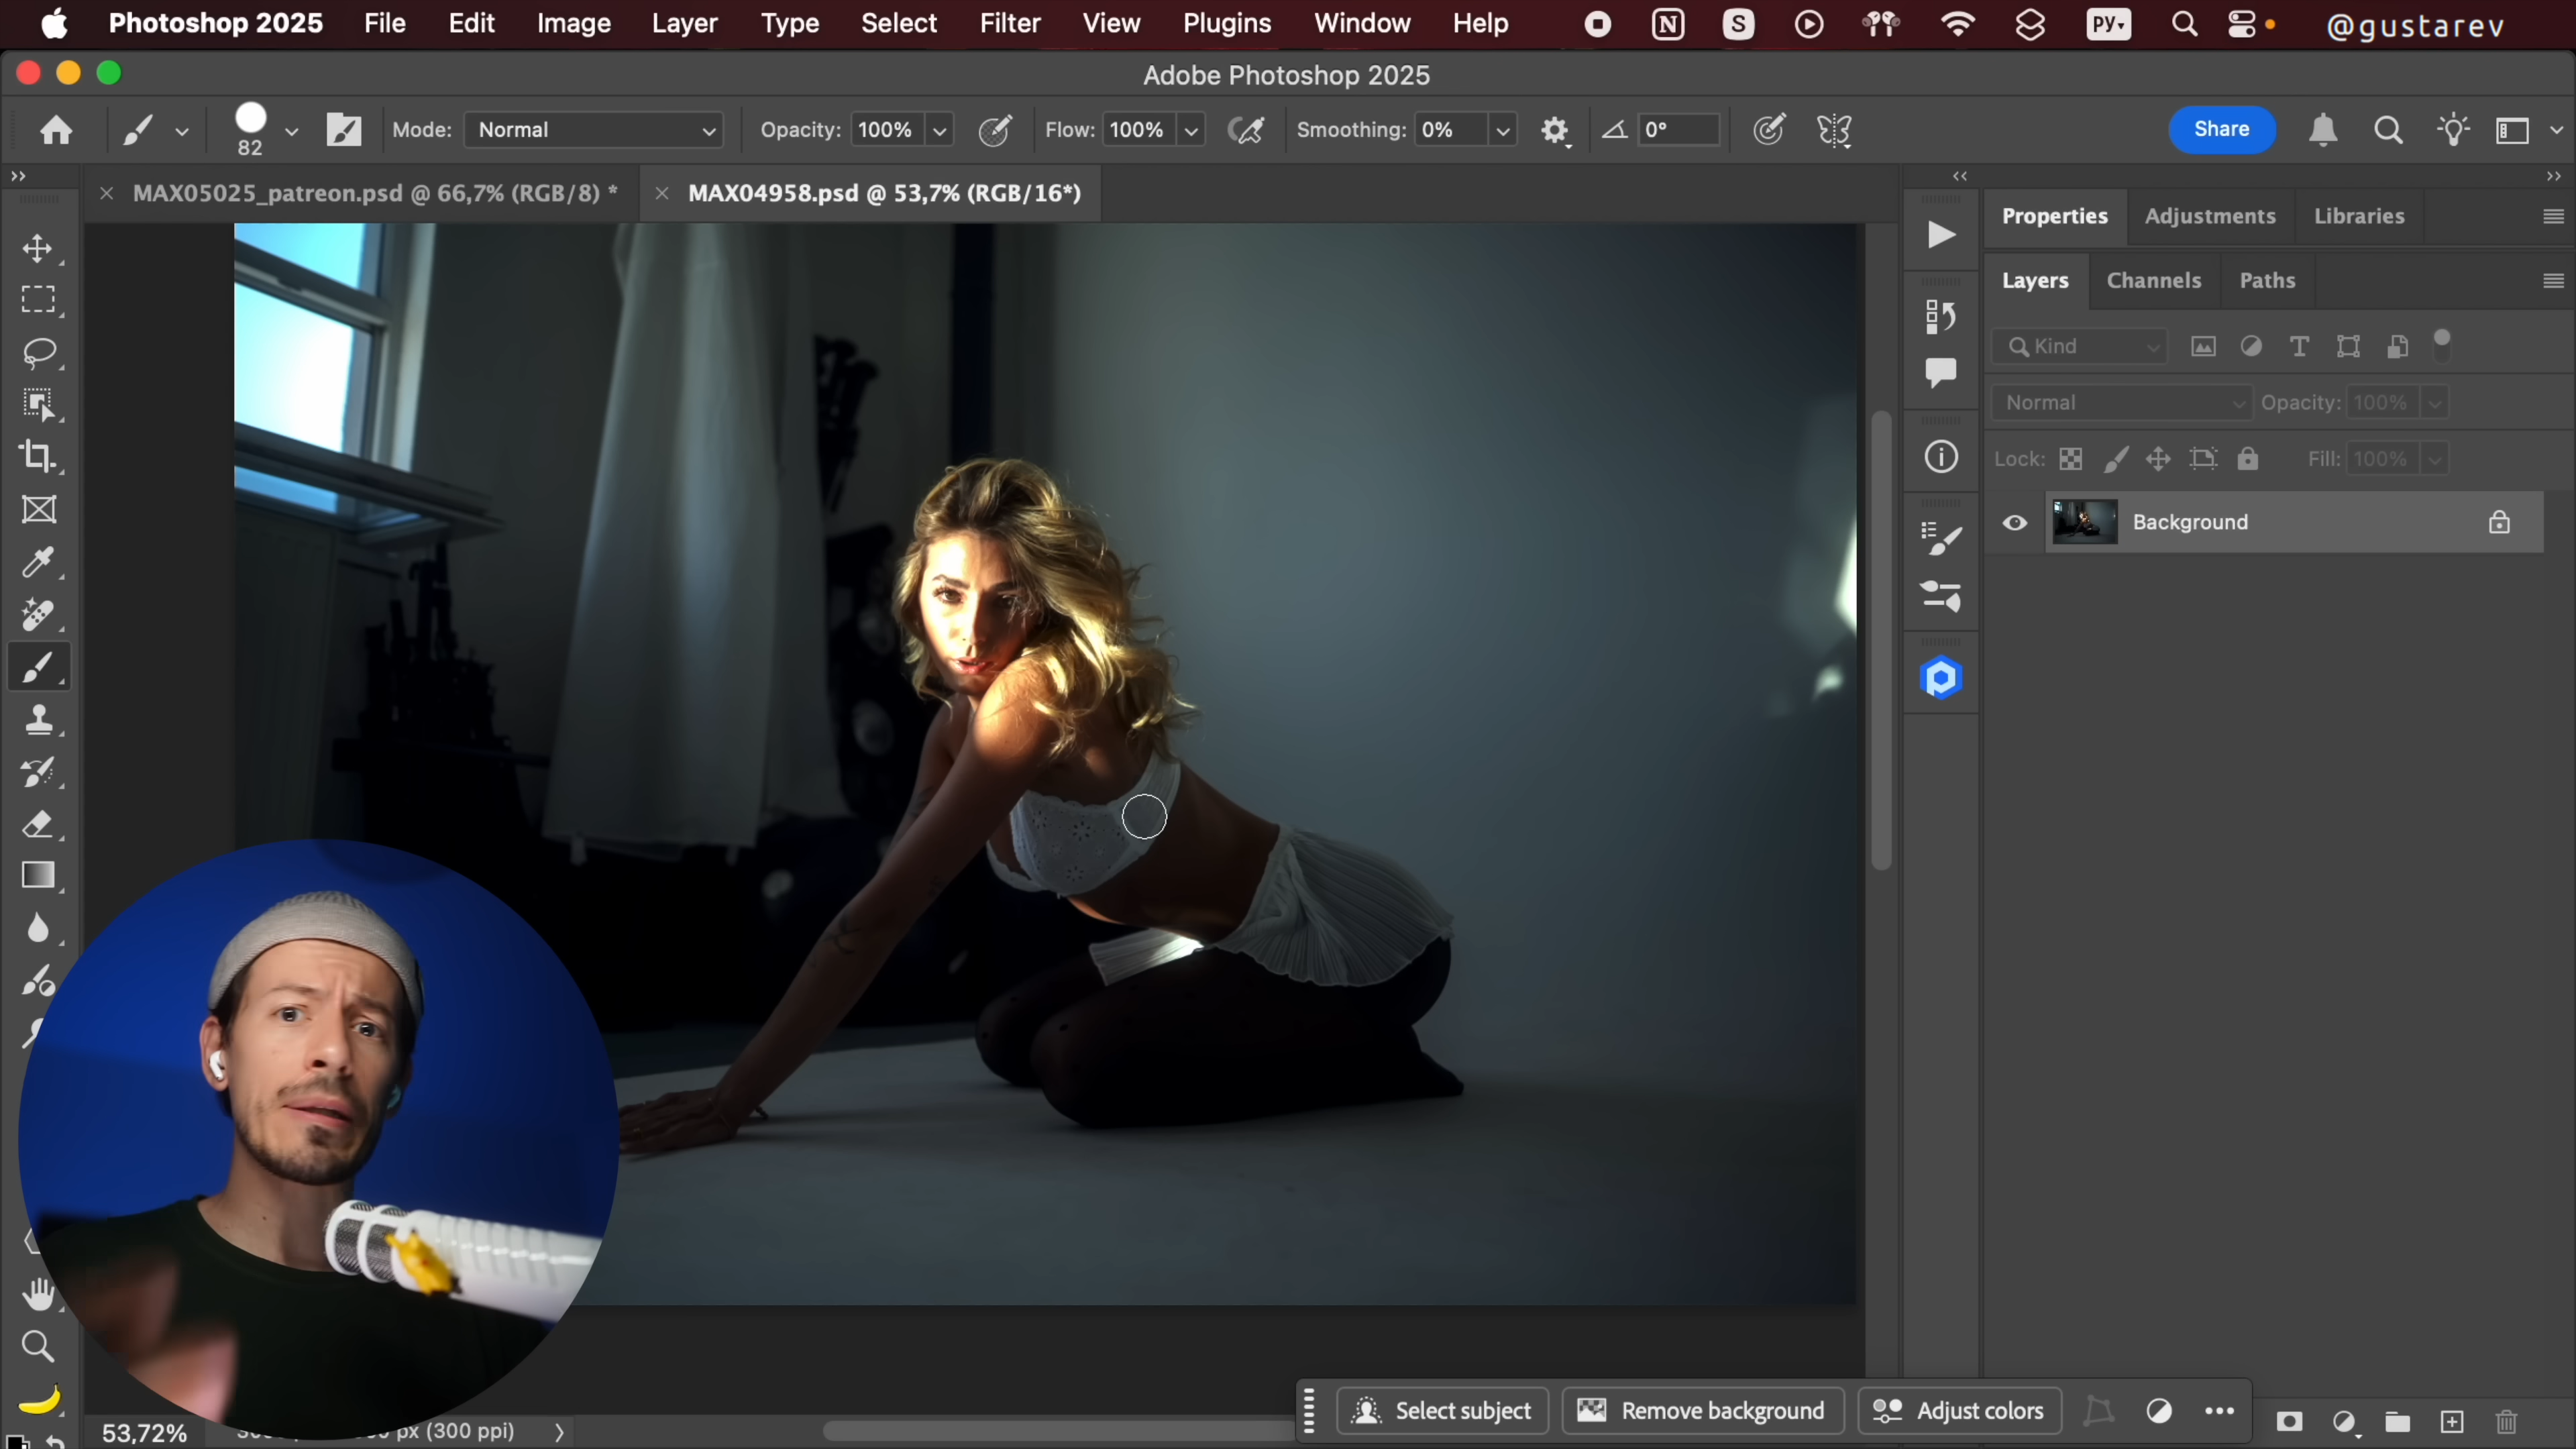 Photoshop 2025 File Edit Image Layer Type Select Filter View Plugins Window Help N S РУ @gustarev
Adobe Photoshop 2025
82 Mode: Normal Opacity: 100% Flow: 100% Smoothing: 0% 0° Share
MAX05025_patreon.psd @ 66,7% (RGB/8) * MAX04958.psd @ 53,7% (RGB/16*)
Properties Adjustments Libraries
Layers Channels Paths
Kind
Normal Opacity: 100%
Lock: Fill: 100%
Background
Select subject Remove background Adjust colors
53,72% px (300 ppi)